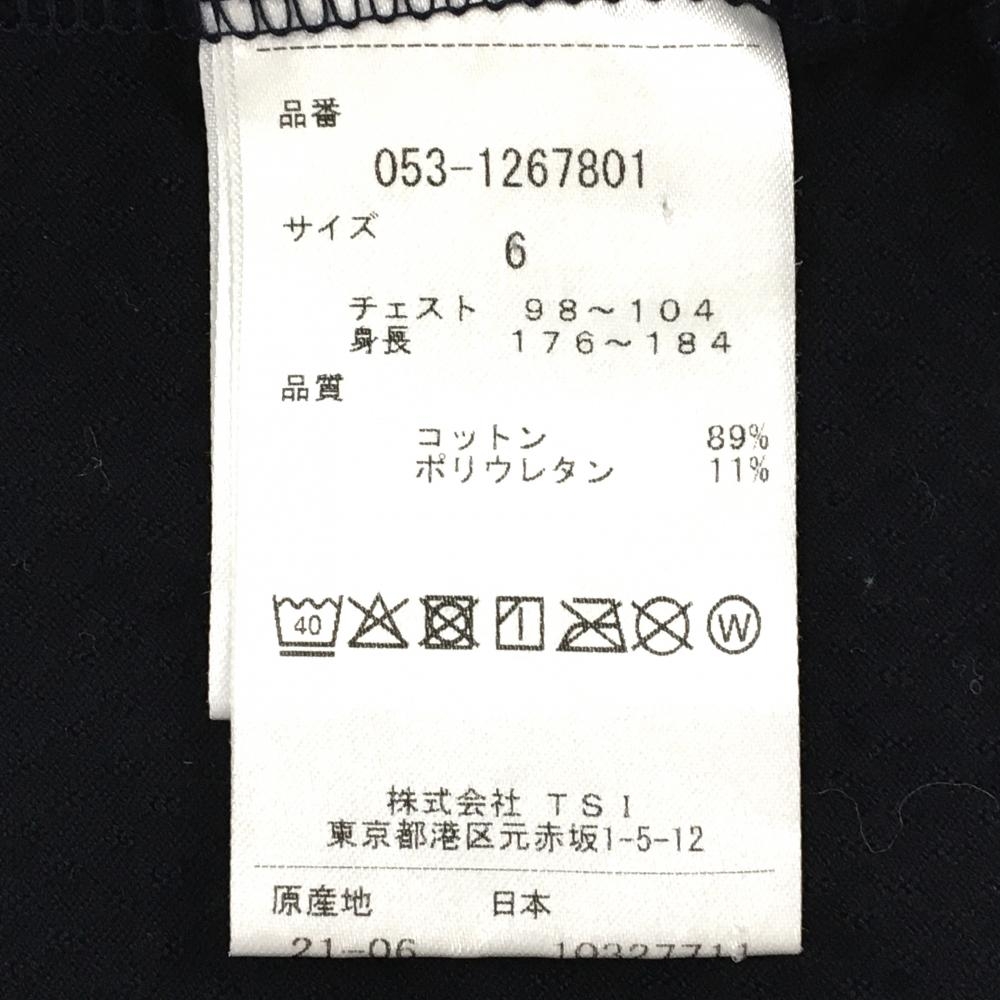 品番
053-1267801
サイズ
6
チェスト 98～104
身長 176～184
品質
コットン 89%
ポリウレタン 11%
40 W
株式会社 TSI
東京都港区元赤坂1-5-12
原産地 日本
21-06 10327711